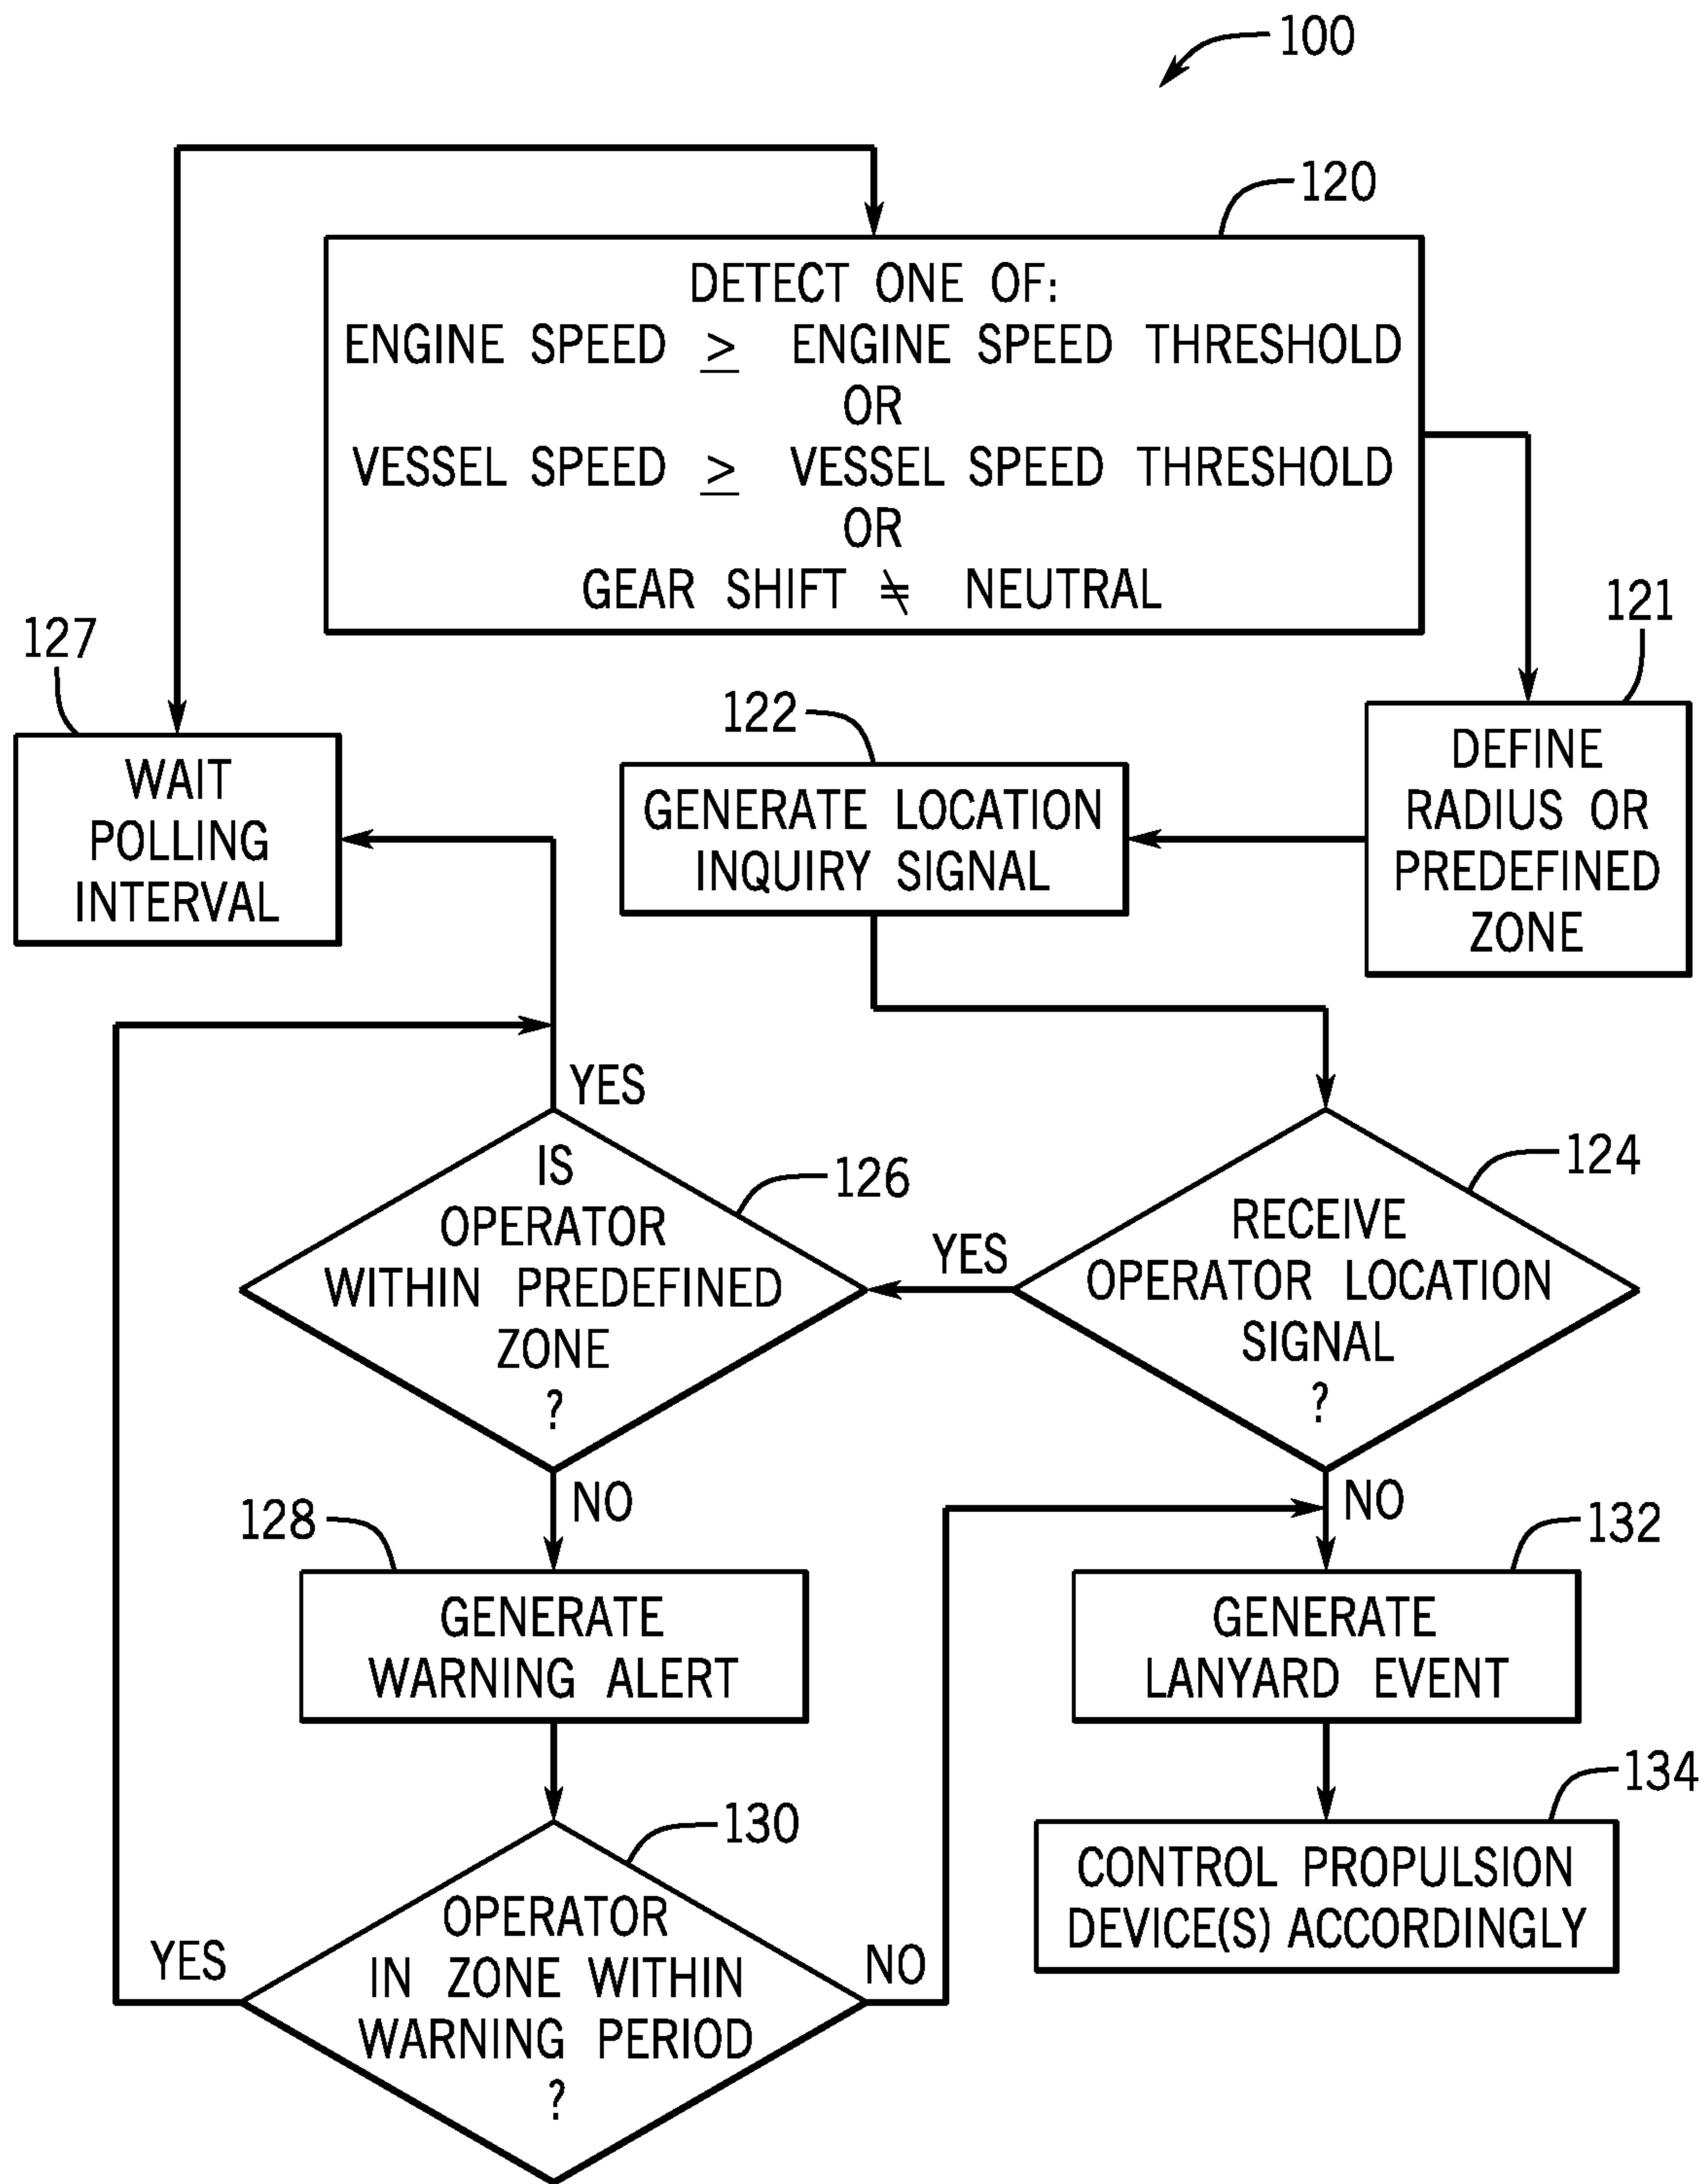 100
120
DETECT ONE OF:
ENGINE SPEED ≥ ENGINE SPEED THRESHOLD
OR
VESSEL SPEED ≥ VESSEL SPEED THRESHOLD
OR
GEAR SHIFT ≠ NEUTRAL
121
DEFINE
RADIUS OR
PREDEFINED
ZONE
122
GENERATE LOCATION
INQUIRY SIGNAL
127
WAIT
POLLING
INTERVAL
124
RECEIVE
OPERATOR LOCATION
SIGNAL
?
YES
NO
126
IS
OPERATOR
WITHIN PREDEFINED
ZONE
?
YES
NO
128
GENERATE
WARNING ALERT
130
OPERATOR
IN ZONE WITHIN
WARNING PERIOD
?
YES
NO
132
GENERATE
LANYARD EVENT
134
CONTROL PROPULSION
DEVICE(S) ACCORDINGLY